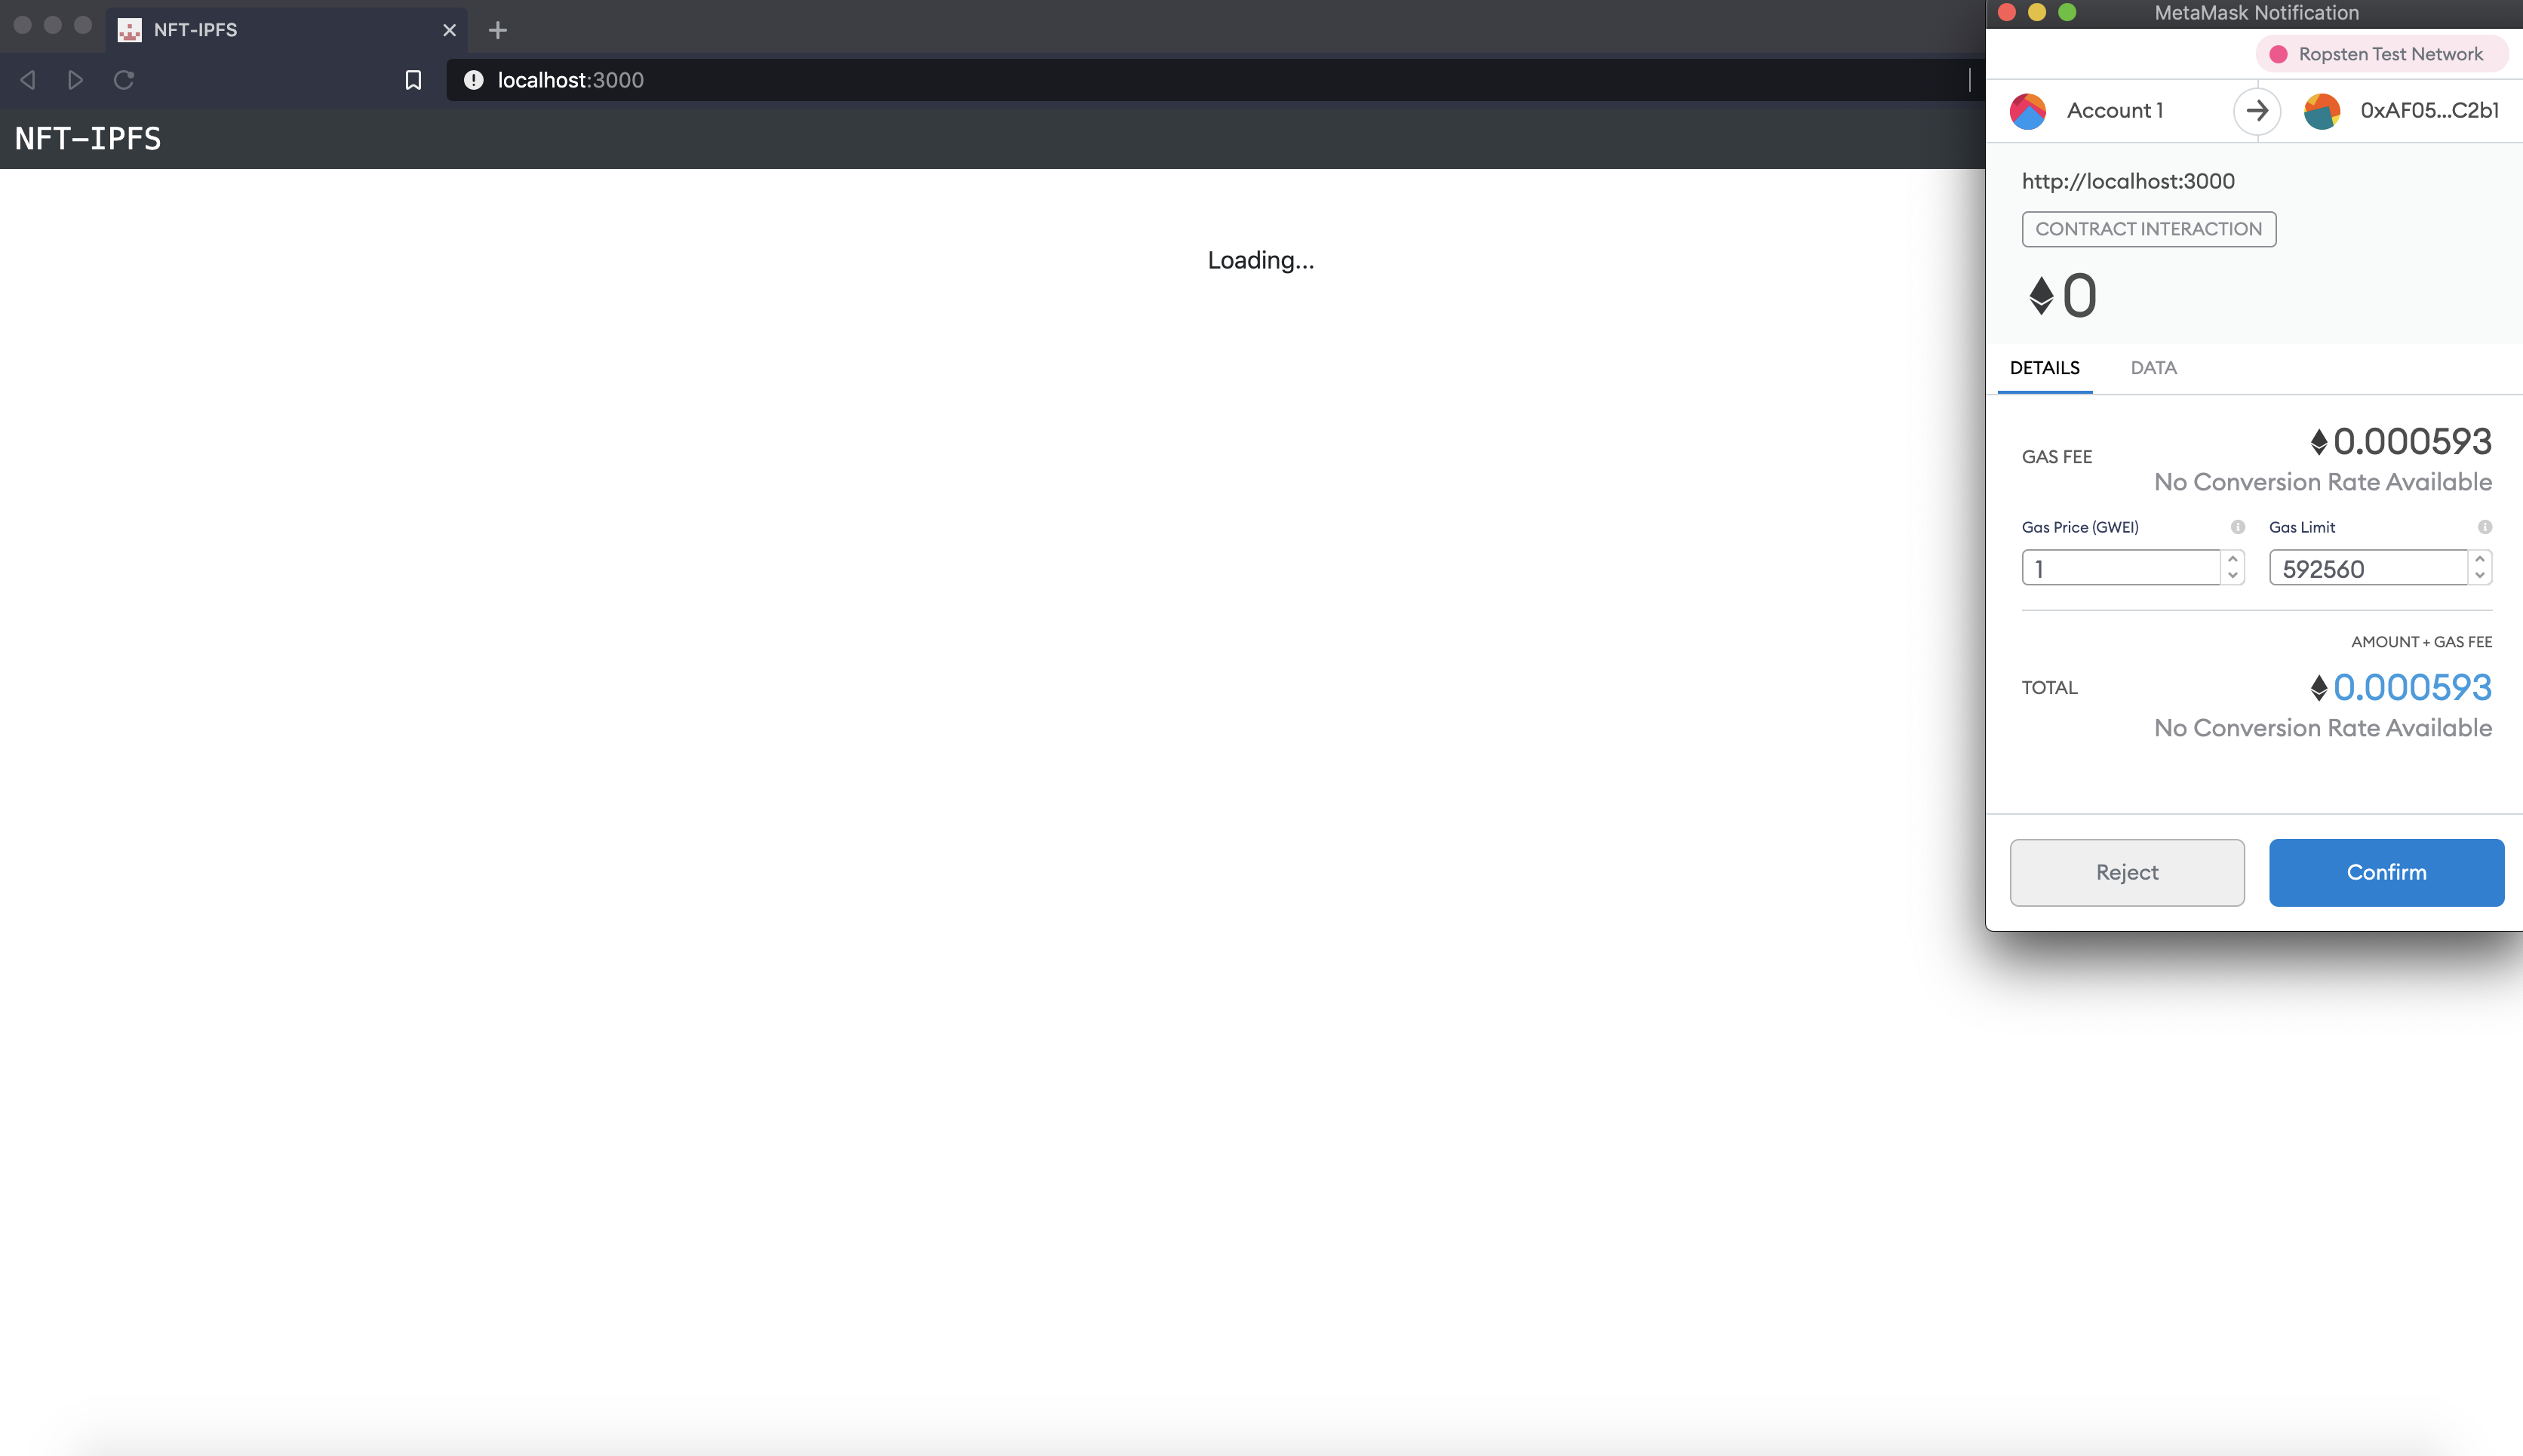 NFT-IPFS
localhost:3000
NFT-IPFS
Loading...
MetaMask Notification
Ropsten Test Network
Account 1
0xAF05...C2b1
http://localhost:3000
CONTRACT INTERACTION
0
DETAILS DATA
GAS FEE
0.000593
No Conversion Rate Available
Gas Price (GWEI) Gas Limit
1 592560
AMOUNT + GAS FEE
TOTAL
0.000593
No Conversion Rate Available
Reject Confirm